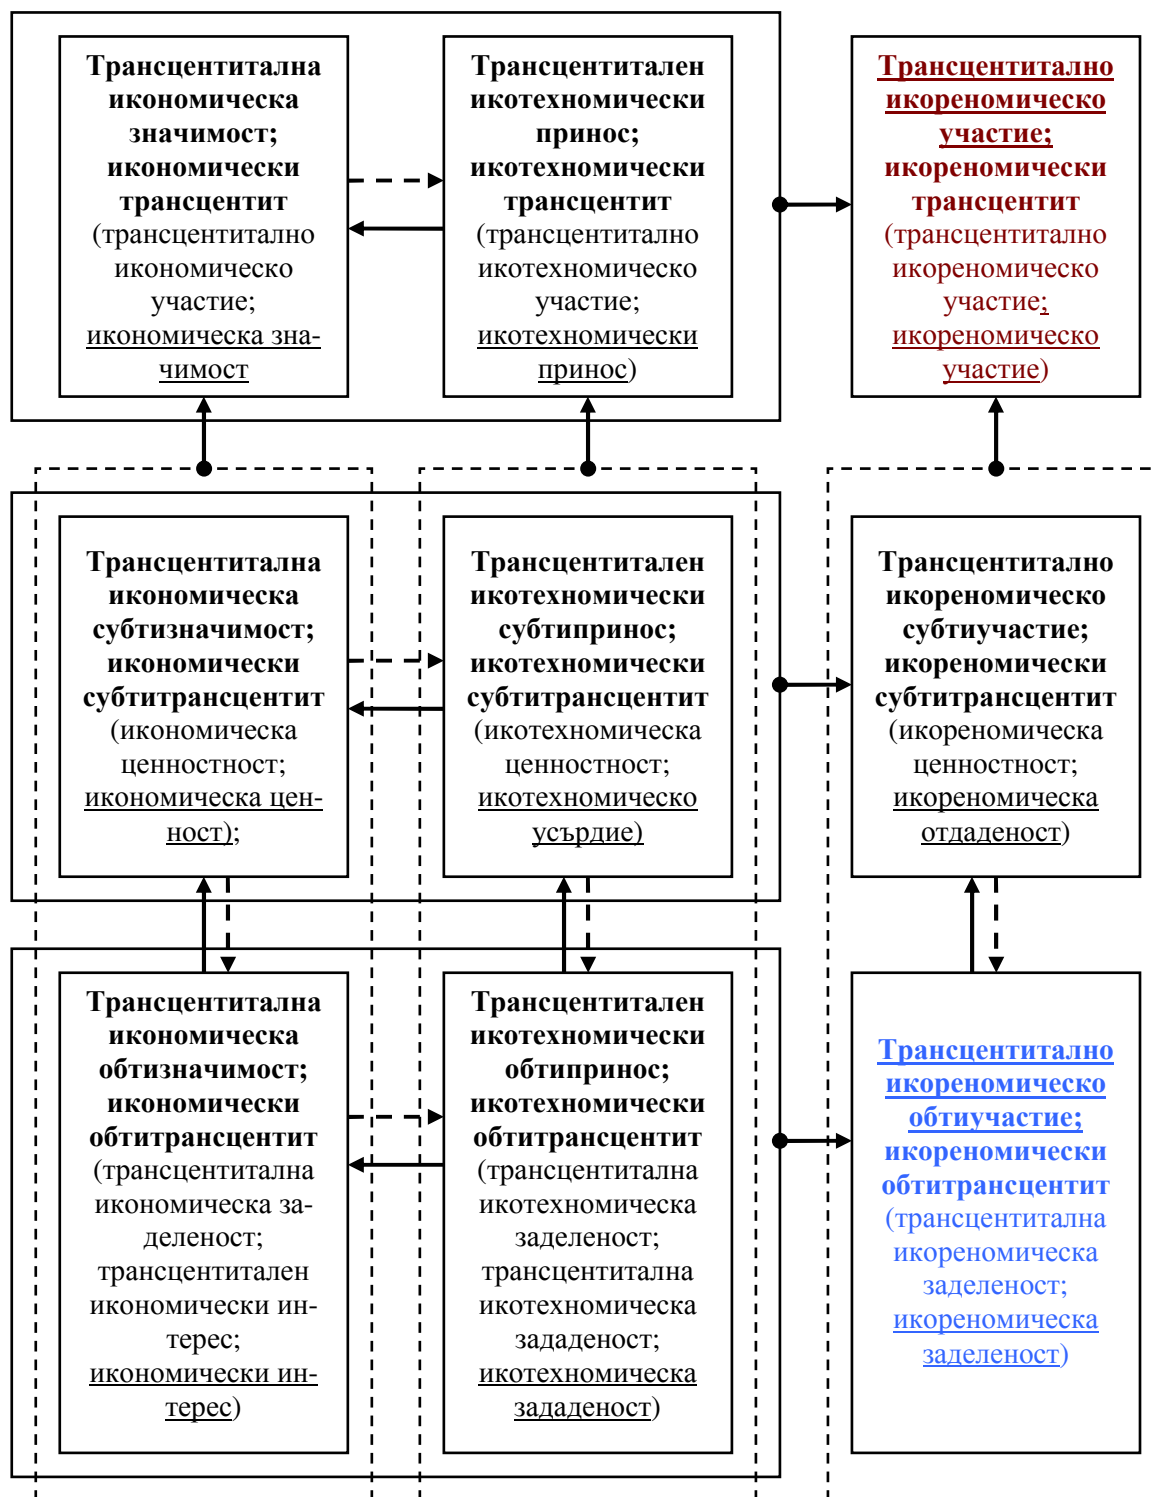 Трансцентитална
икономическа
значимост;
икономически
трансцентит
(трансцентитално
икономическо
участие;
икономическа зна-
чимост
Трансцентитален
икотехномически
принос;
икотехномически
трансцентит
(трансцентитално
икотехномическо
участие;
икотехномически
принос)
Трансцентитално
икореномическо
участие;
икореномически
трансцентит
(трансцентитално
икореномическо
участие;
икореномическо
участие)
Трансцентитална
икономическа
субтизначимост;
икономически
субтитрансцентит
(икономическа
ценностност;
икономическа цен-
ност);
Трансцентитален
икотехномически
субтипринос;
икотехномически
субтитрансцентит
(икотехномическа
ценностност;
икотехномическо
усърдие)
Трансцентитално
икореномическо
субтиучастие;
икореномически
субтитрансцентит
(икореномическа
ценностност;
икореномическа
отдаденост)
Трансцентитална
икономическа
обтизначимост;
икономически
обтитрансцентит
(трансцентитална
икономическа за-
деленост;
трансцентитален
икономически ин-
терес;
икономически ин-
терес)
Трансцентитален
икотехномически
обтипринос;
икотехномически
обтитрансцентит
(трансцентитална
икотехномическа
заделеност;
трансцентитална
икотехномическа
зададеност;
икотехномическа
зададеност)
Трансцентитално
икореномическо
обтиучастие;
икореномически
обтитрансцентит
(трансцентитална
икореномическа
заделеност;
икореномическа
заделеност)